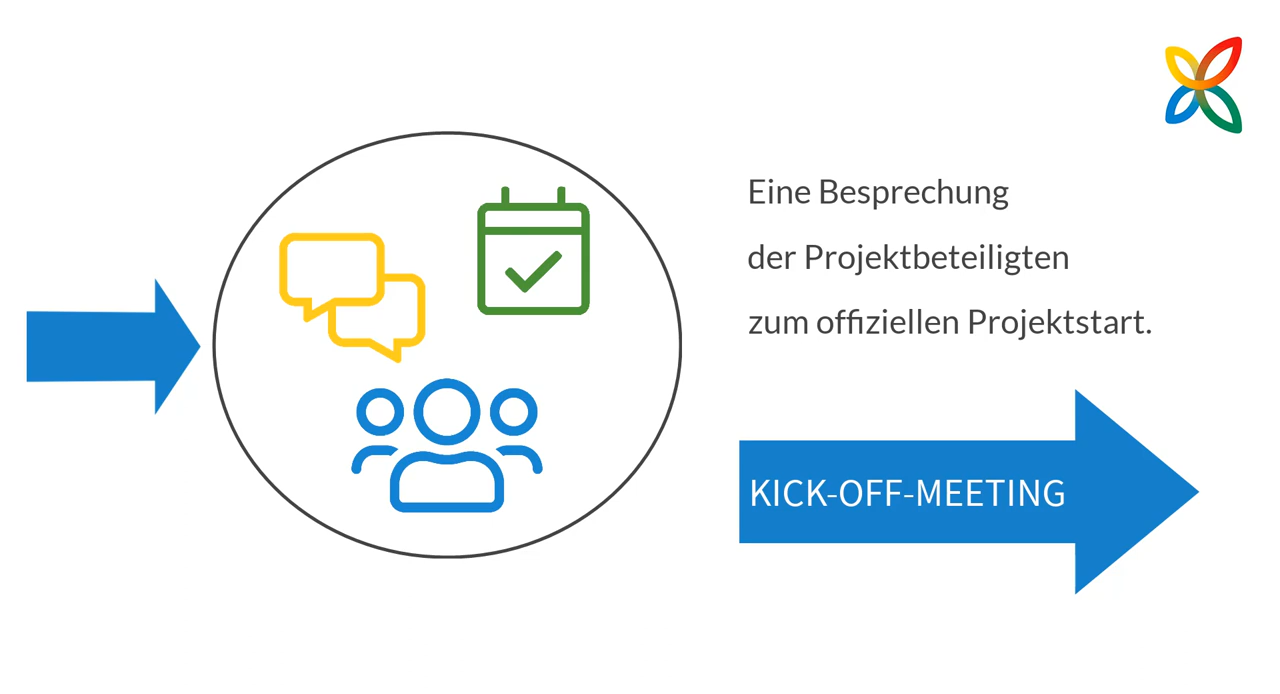 Eine Besprechung
der Projektbeteiligten
zum offiziellen Projektstart.
KICK-OFF-MEETING